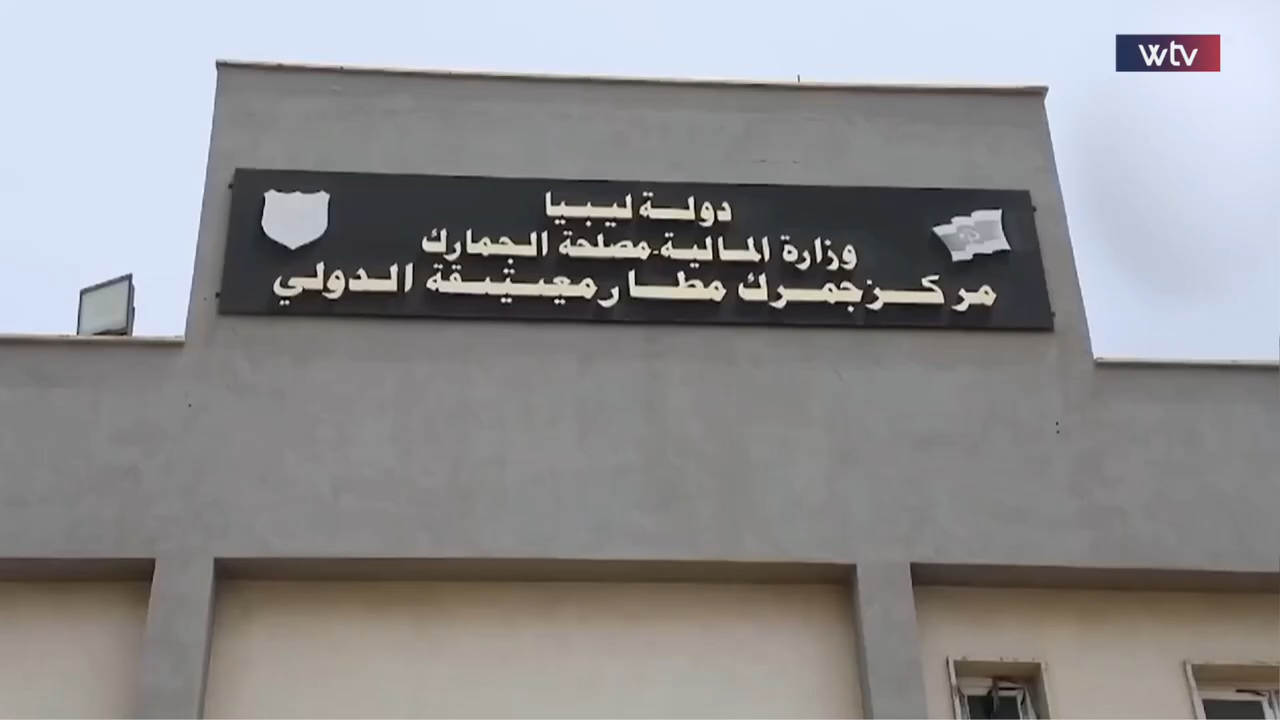 wtv
دولة ليبيا
وزارة المالية-مصلحة الجمارك
مركز جمرك مطار معيتيقة الدولي